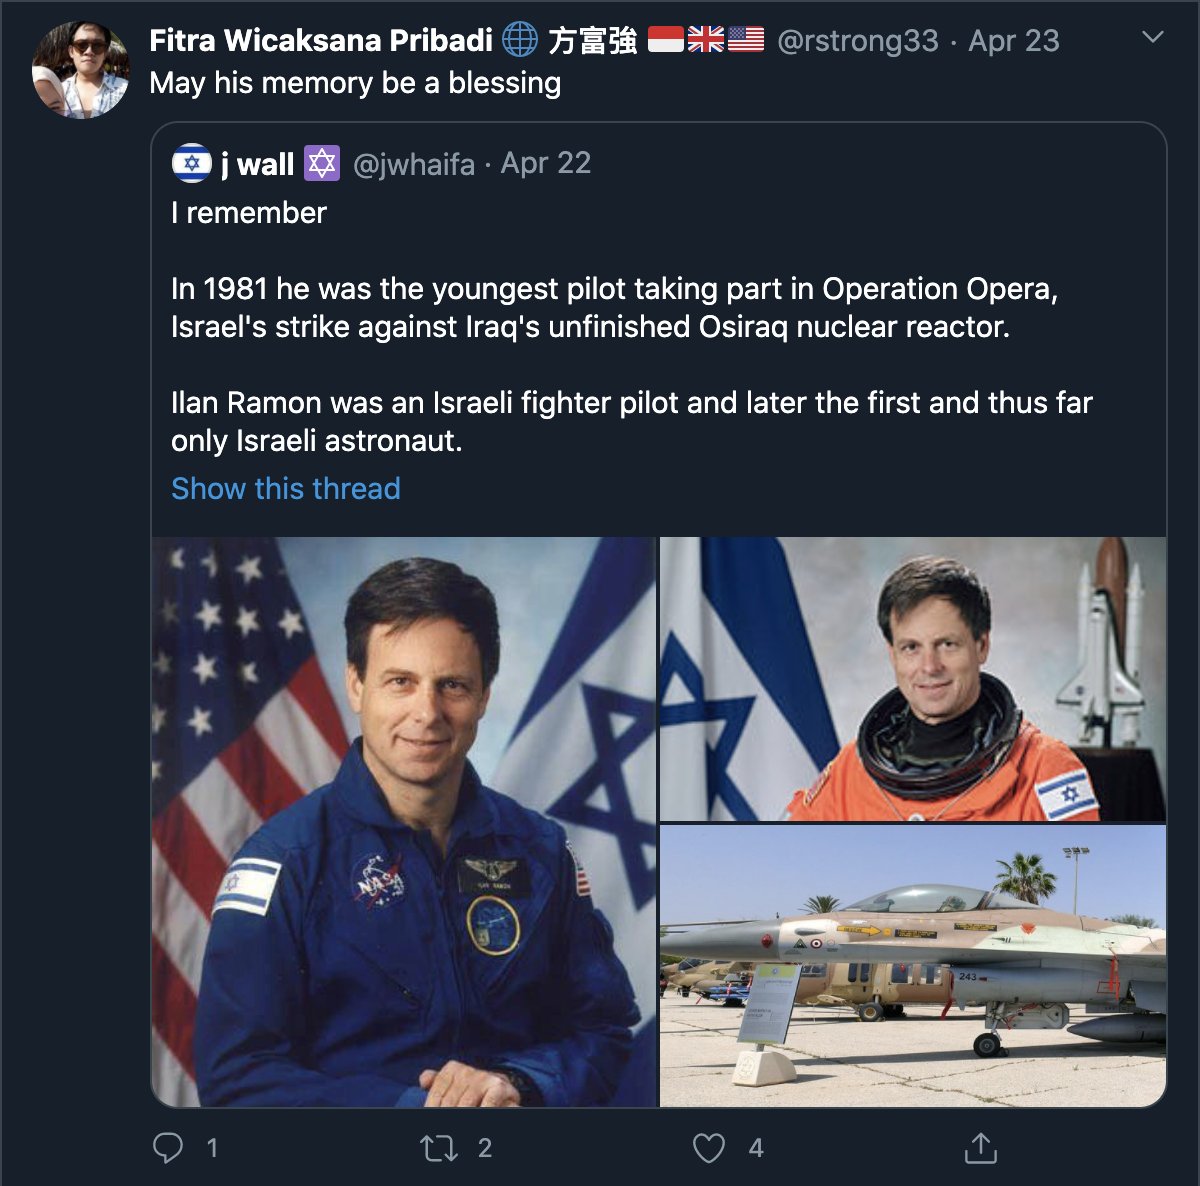 Fitra Wicaksana Pribadi 🌐 方富強 🇮🇩🇬🇧🇺🇸 @rstrong33 · Apr 23
May his memory be a blessing
j wall ✡ @jwhaifa · Apr 22
I remember
In 1981 he was the youngest pilot taking part in Operation Opera,
Israel's strike against Iraq's unfinished Osiraq nuclear reactor.
Ilan Ramon was an Israeli fighter pilot and later the first and thus far
only Israeli astronaut.
Show this thread
NASA
ILAN RAMON
243
1 2 4